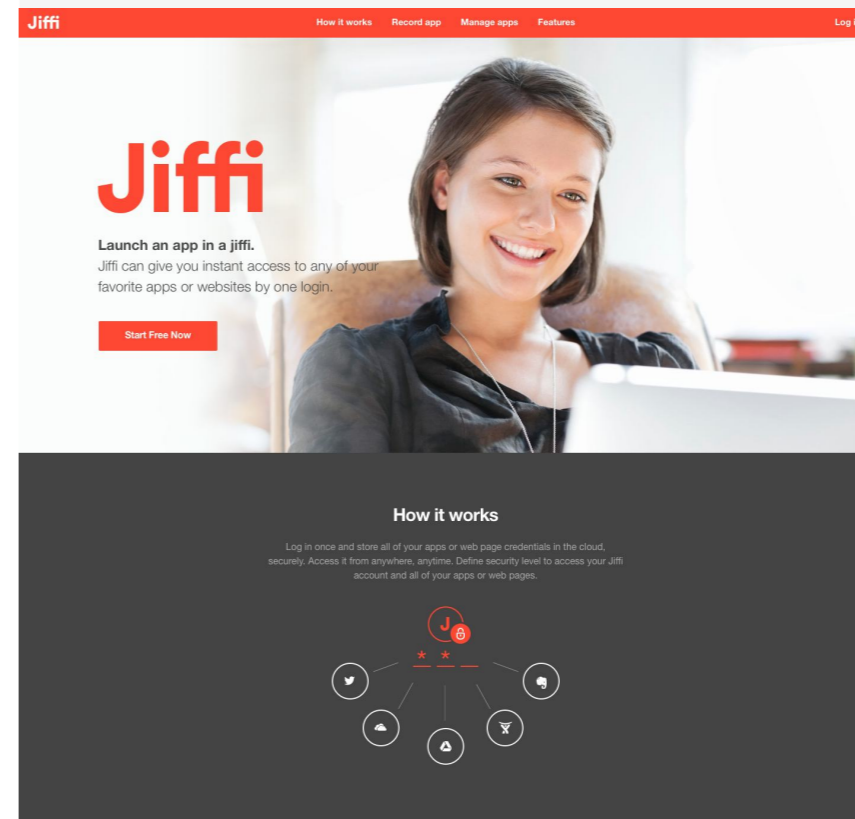 Jiffi
How it works Record app Manage apps Features
Log i
Jiffi
Launch an app in a jiffi.
Jiffi can give you instant access to any of your
favorite apps or websites by one login.
Start Free Now
How it works
Log in once and store all of your apps or web page credentials in the cloud,
securely. Access it from anywhere, anytime. Define security level to access your Jiffi
account and all of your apps or web pages.
J
* * _